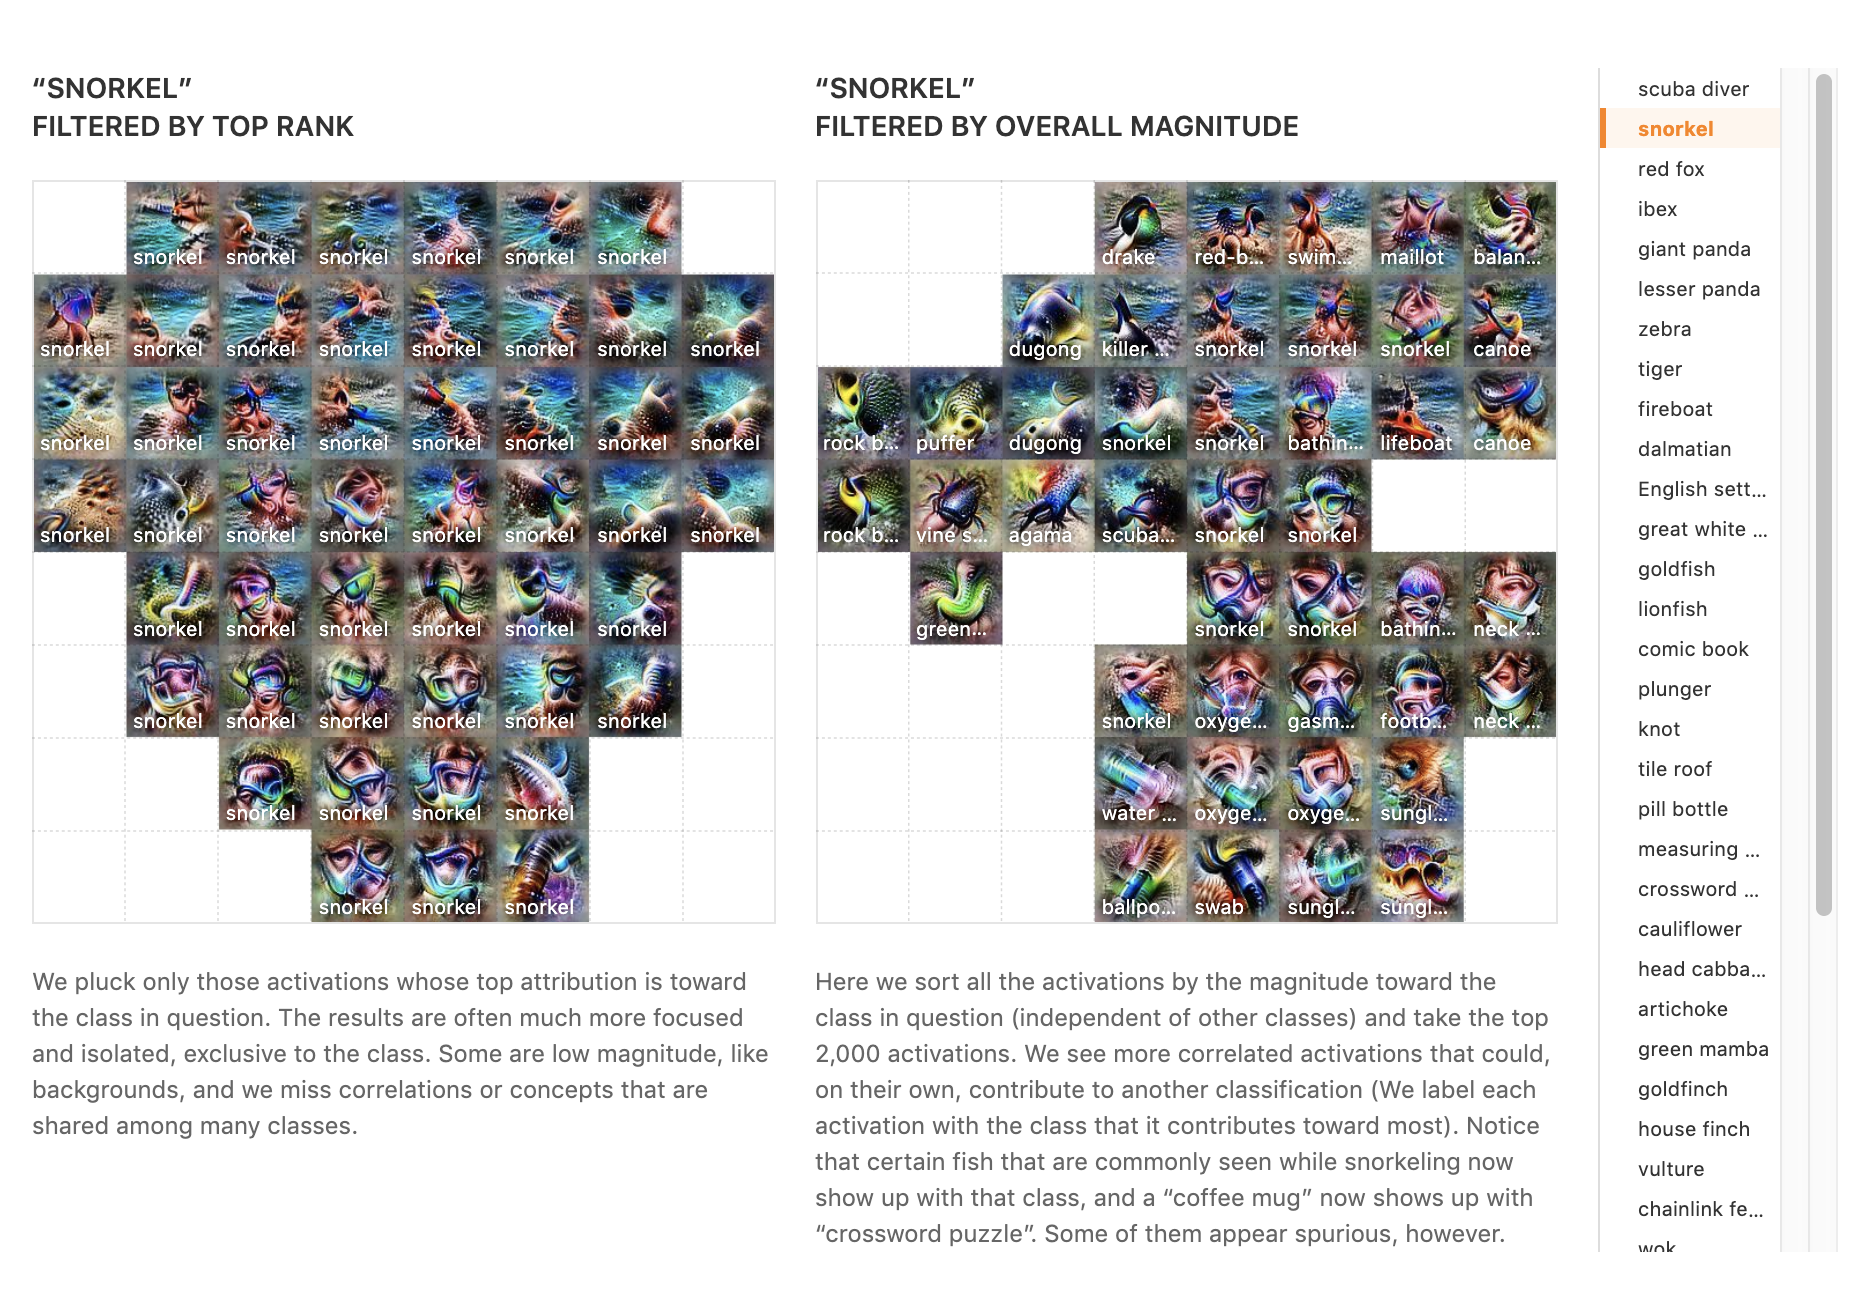 “SNORKEL”
FILTERED BY TOP RANK
snorkel snorkel snorkel snorkel snorkel snorkel
snorkel snorkel snorkel snorkel snorkel snorkel snorkel snorkel
snorkel snorkel snorkel snorkel snorkel snorkel snorkel snorkel
snorkel snorkel snorkel snorkel snorkel snorkel snorkel snorkel
snorkel snorkel snorkel snorkel snorkel snorkel
snorkel snorkel snorkel snorkel snorkel snorkel
snorkel snorkel snorkel snorkel
snorkel snorkel snorkel
We pluck only those activations whose top attribution is toward
the class in question. The results are often much more focused
and isolated, exclusive to the class. Some are low magnitude, like
backgrounds, and we miss correlations or concepts that are
shared among many classes.
“SNORKEL”
FILTERED BY OVERALL MAGNITUDE
drake red-b... swim... maillot balan...
dugong killer ... snorkel snorkel snorkel canoe
rock b... puffer dugong snorkel snorkel bathin... lifeboat canoe
rock b... vine s... agama scuba... snorkel snorkel
green... snorkel snorkel bathin... neck ...
snorkel oxyge... gasm... footb... neck ...
water ... oxyge... oxyge... sungl...
ballpo... swab sungl... sungl...
Here we sort all the activations by the magnitude toward the
class in question (independent of other classes) and take the top
2,000 activations. We see more correlated activations that could,
on their own, contribute to another classification (We label each
activation with the class that it contributes toward most). Notice
that certain fish that are commonly seen while snorkeling now
show up with that class, and a “coffee mug” now shows up with
“crossword puzzle”. Some of them appear spurious, however.
scuba diver
snorkel
red fox
ibex
giant panda
lesser panda
zebra
tiger
fireboat
dalmatian
English sett...
great white ...
goldfish
lionfish
comic book
plunger
knot
tile roof
pill bottle
measuring ...
crossword ...
cauliflower
head cabba...
artichoke
green mamba
goldfinch
house finch
vulture
chainlink fe...
wok